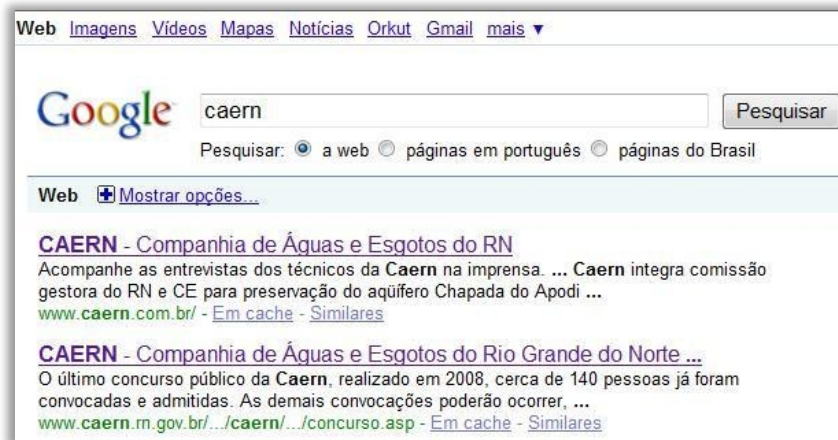 Web Imagens Vídeos Mapas Notícias Orkut Gmail mais ▼
Google caern Pesquisar
Pesquisar: a web páginas em português páginas do Brasil
Web Mostrar opções...
CAERN - Companhia de Águas e Esgotos do RN
Acompanhe as entrevistas dos técnicos da Caern na imprensa. ... Caern integra comissão
gestora do RN e CE para preservação do aqüífero Chapada do Apodi ...
www.caern.com.br/ - Em cache - Similares
CAERN - Companhia de Águas e Esgotos do Rio Grande do Norte ...
O último concurso público da Caern, realizado em 2008, cerca de 140 pessoas já foram
convocadas e admitidas. As demais convocações poderão ocorrer, ...
www.caern.rn.gov.br/.../caern/.../concurso.asp - Em cache - Similares